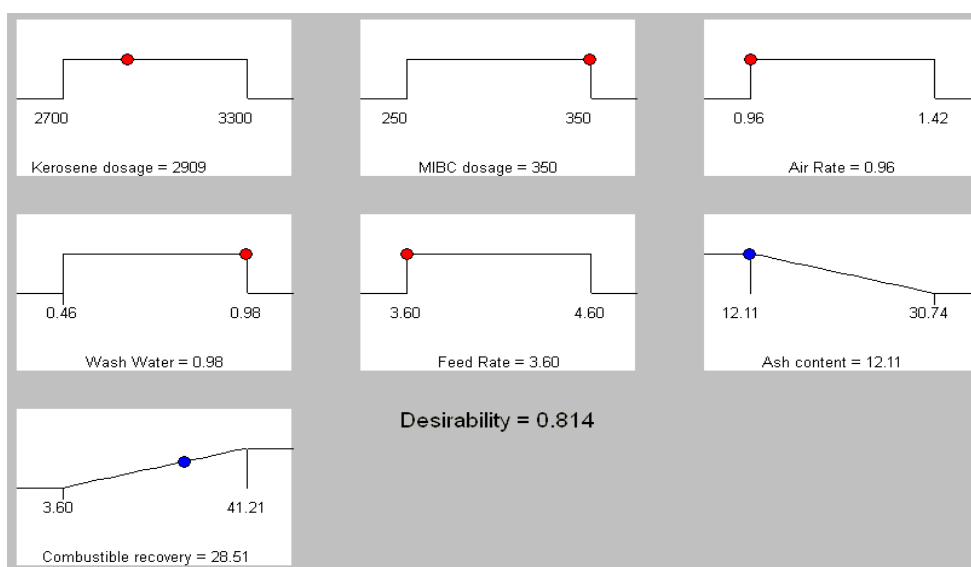 2700 3300
Kerosene dosage = 2909
250 350
MIBC dosage = 350
0.96 1.42
Air Rate = 0.96
0.46 0.98
Wash Water = 0.98
3.60 4.60
Feed Rate = 3.60
12.11 30.74
Ash content = 12.11
3.60 41.21
Combustible recovery = 28.51
Desirability = 0.814